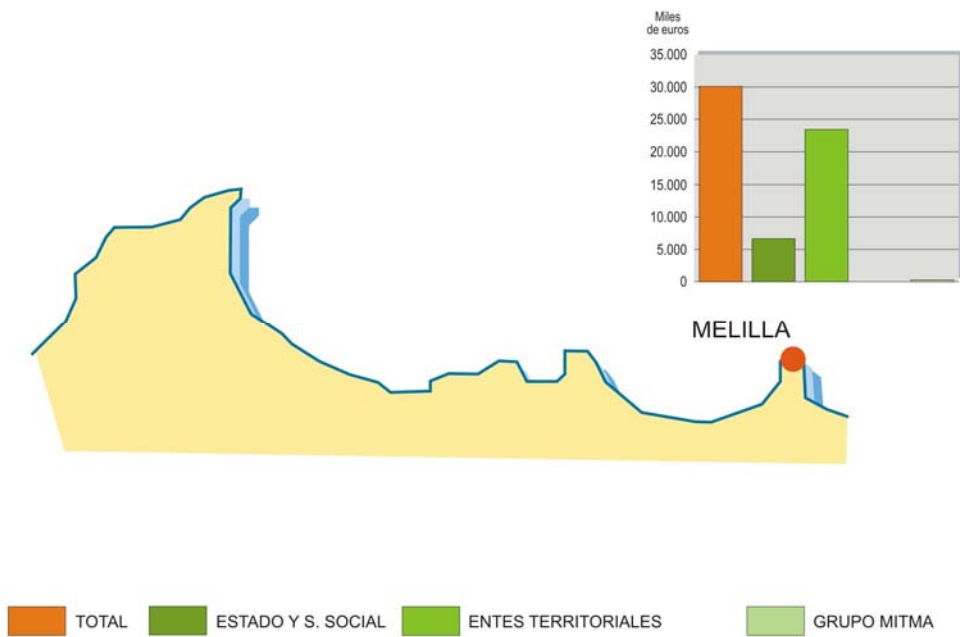 Miles
de euros
35.000
30.000
25.000
20.000
15.000
10.000
5.000
0
MELILLA
TOTAL ESTADO Y S. SOCIAL ENTES TERRITORIALES GRUPO MITMA